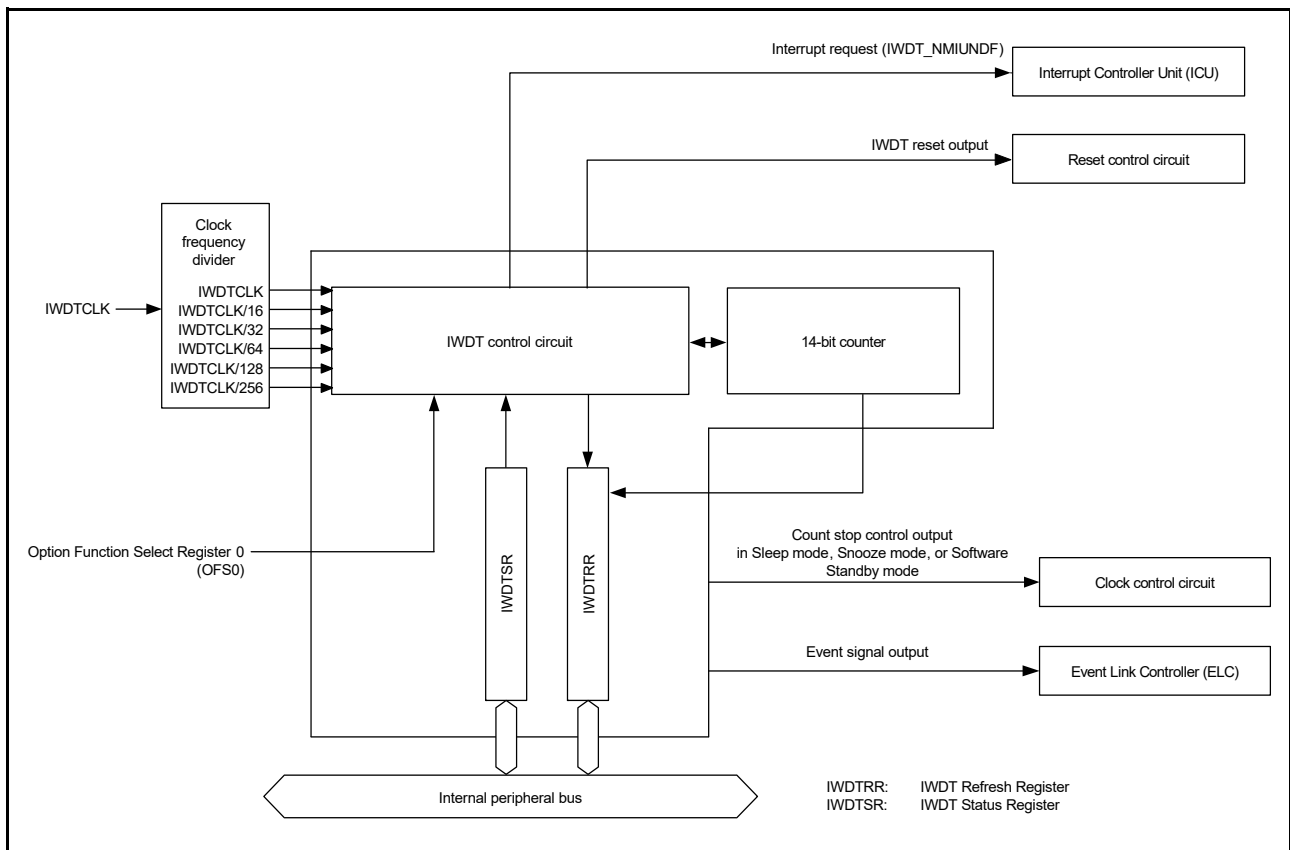 Interrupt request (IWDT_NMIUNDF)
Interrupt Controller Unit (ICU)
IWDT reset output
Reset control circuit
Clock
frequency
divider
IWDTCLK
IWDTCLK
IWDTCLK/16
IWDTCLK/32
IWDTCLK/64
IWDTCLK/128
IWDTCLK/256
IWDT control circuit
14-bit counter
Option Function Select Register 0
(OFS0)
IWDTSR
IWDTRR
Count stop control output
in Sleep mode, Snooze mode, or Software
Standby mode
Clock control circuit
Event signal output
Event Link Controller (ELC)
Internal peripheral bus
IWDTRR: IWDT Refresh Register
IWDTSR: IWDT Status Register